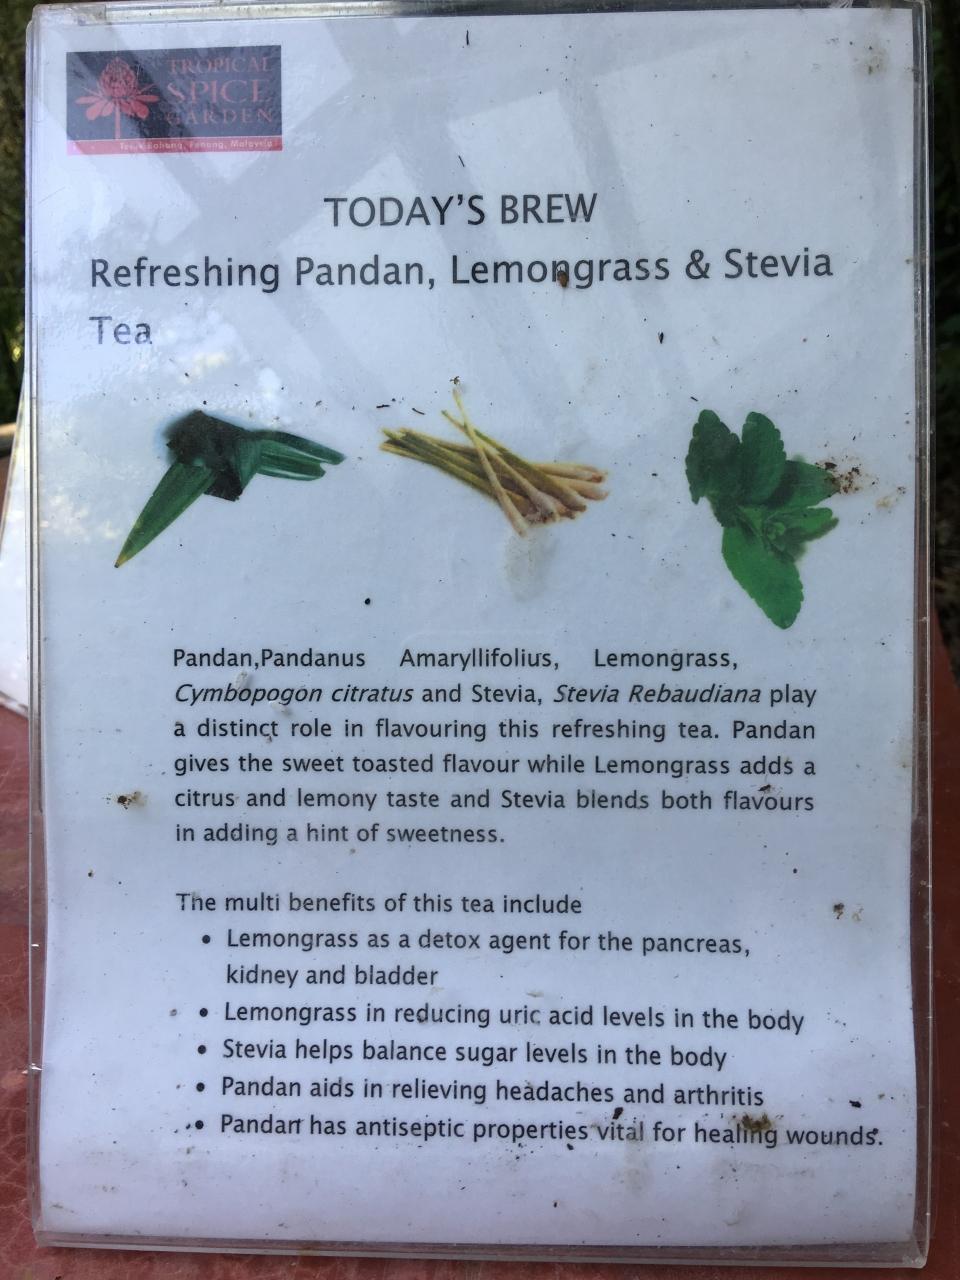 TROPICAL
SPICE
GARDEN
Teluk Bahang, Penang, Malaysia
TODAY'S BREW
Refreshing Pandan, Lemongrass & Stevia
Tea
Pandan,Pandanus Amaryllifolius, Lemongrass,
Cymbopogon citratus and Stevia, Stevia Rebaudiana play
a distinct role in flavouring this refreshing tea. Pandan
gives the sweet toasted flavour while Lemongrass adds a
citrus and lemony taste and Stevia blends both flavours
in adding a hint of sweetness.
The multi benefits of this tea include
• Lemongrass as a detox agent for the pancreas,
kidney and bladder
• Lemongrass in reducing uric acid levels in the body
• Stevia helps balance sugar levels in the body
• Pandan aids in relieving headaches and arthritis
• Pandan has antiseptic properties vital for healing wounds.